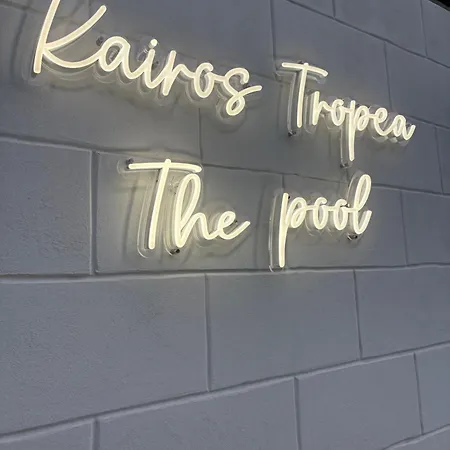 Kairos Tropea
The pool